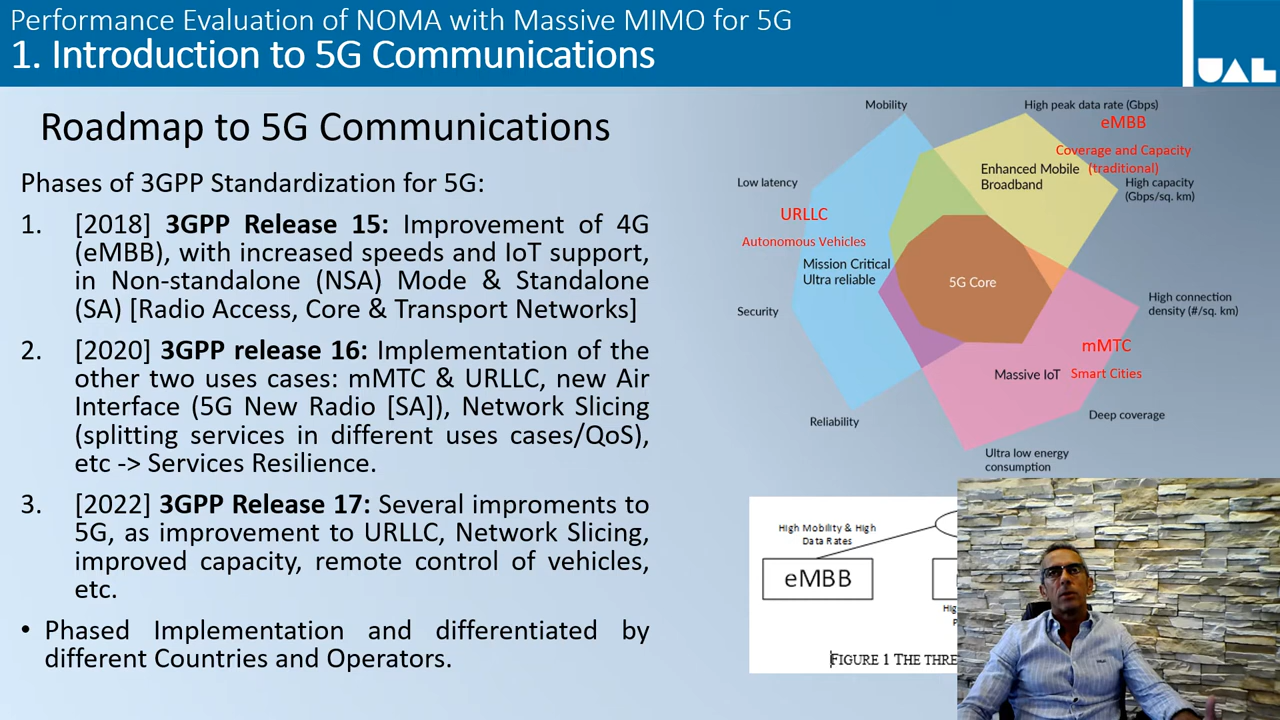 Performance Evaluation of NOMA with Massive MIMO for 5G
1. Introduction to 5G Communications
UAL
Roadmap to 5G Communications
Phases of 3GPP Standardization for 5G:
1. [2018] 3GPP Release 15: Improvement of 4G
(eMBB), with increased speeds and IoT support,
in Non-standalone (NSA) Mode & Standalone
(SA) [Radio Access, Core & Transport Networks]
2. [2020] 3GPP release 16: Implementation of the
other two uses cases: mMTC & URLLC, new Air
Interface (5G New Radio [SA]), Network Slicing
(splitting services in different uses cases/QoS),
etc -> Services Resilience.
3. [2022] 3GPP Release 17: Several improments to
5G, as improvement to URLLC, Network Slicing,
improved capacity, remote control of vehicles,
etc.
• Phased Implementation and differentiated by
different Countries and Operators.
Mobility
High peak data rate (Gbps)
eMBB
Coverage and Capacity
(traditional)
Enhanced Mobile
Broadband
High capacity
(Gbps/sq. km)
Low latency
URLLC
Autonomous Vehicles
Mission Critical
Ultra reliable
5G Core
Security
High connection
density (#/sq. km)
mMTC
Massive IoT
Smart Cities
Deep coverage
Reliability
Ultra low energy
consumption
High Mobility & High
Data Rates
eMBB
FIGURE 1 THE THRE